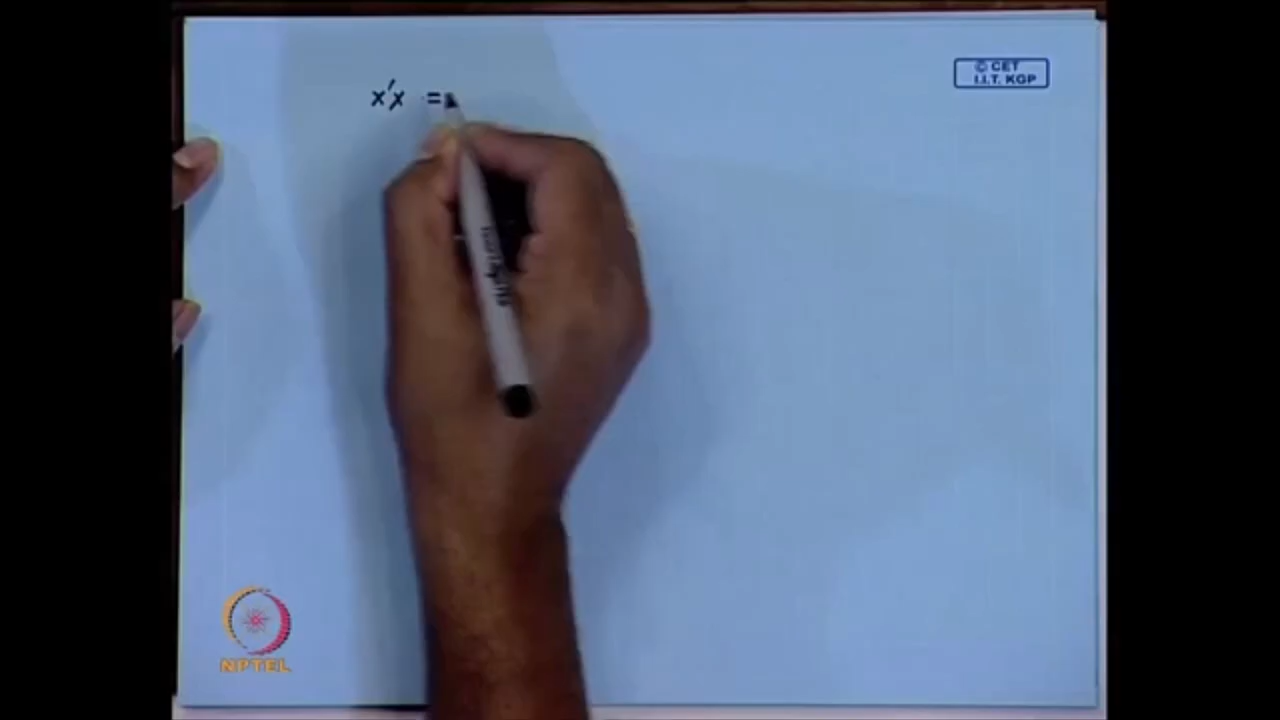 x'x =
© CET
I.I.T. KGP
NPTEL